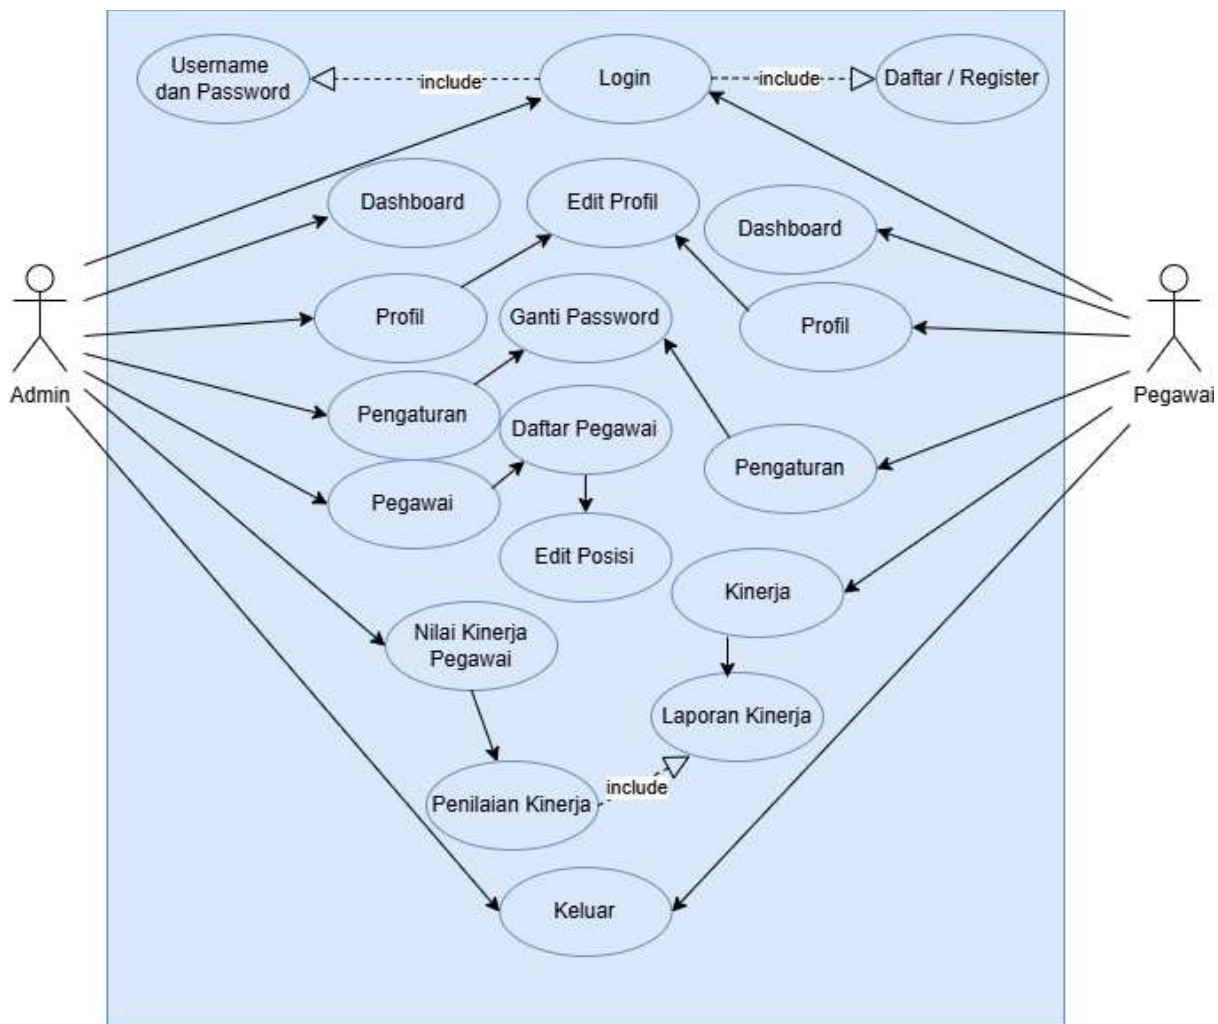 Username
dan Password
include
Login
include
Daftar / Register
Dashboard
Edit Profil
Dashboard
Profil
Ganti Password
Profil
Admin
Pegawai
Pengaturan
Daftar Pegawai
Pengaturan
Pegawai
Edit Posisi
Kinerja
Nilai Kinerja
Pegawai
Laporan Kinerja
Penilaian Kinerja
include
Keluar